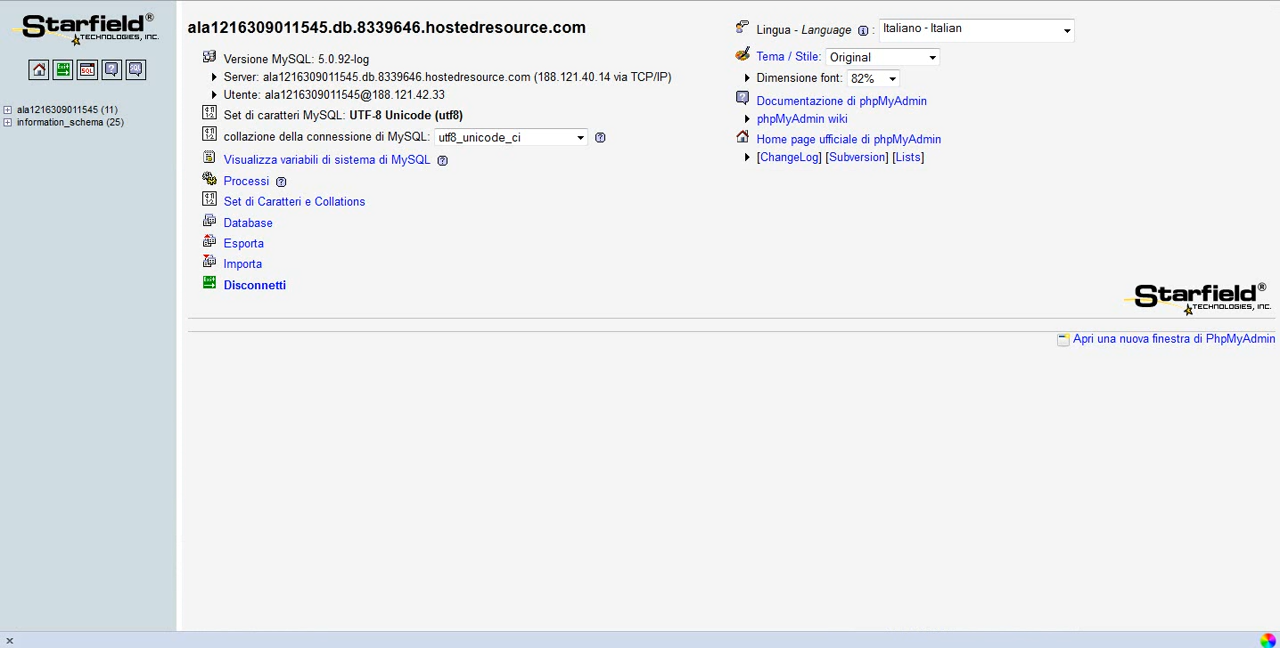 Starfield®
TECHNOLOGIES, INC.
SQL
SQL
ala1216309011545 (11)
information_schema (25)
ala1216309011545.db.8339646.hostedresource.com
Versione MySQL: 5.0.92-log
Server: ala1216309011545.db.8339646.hostedresource.com (188.121.40.14 via TCP/IP)
Utente: ala1216309011545@188.121.42.33
Set di caratteri MySQL: UTF-8 Unicode (utf8)
collazione della connessione di MySQL: utf8_unicode_ci
Visualizza variabili di sistema di MySQL
Processi
Set di Caratteri e Collations
Database
Esporta
Importa
Disconnetti
Lingua - Language : Italiano - Italian
Tema / Stile: Original
Dimensione font: 82%
Documentazione di phpMyAdmin
phpMyAdmin wiki
Home page ufficiale di phpMyAdmin
[ChangeLog] [Subversion] [Lists]
Starfield®
TECHNOLOGIES, INC.
Apri una nuova finestra di PhpMyAdmin